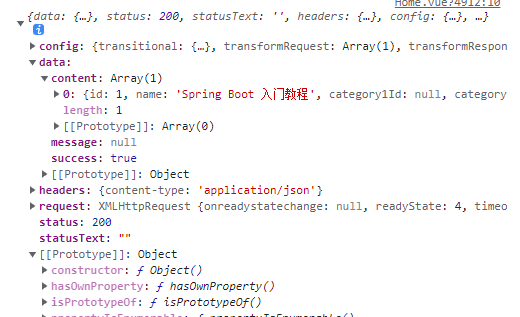 Home.vue?4912:10
{data: {…}, status: 200, statusText: '', headers: {…}, config: {…}, …}
i
config: {transitional: {…}, transformRequest: Array(1), transformRespon
data:
content: Array(1)
0: {id: 1, name: 'Spring Boot 入门教程', category1Id: null, category
length: 1
[[Prototype]]: Array(0)
message: null
success: true
[[Prototype]]: Object
headers: {content-type: 'application/json'}
request: XMLHttpRequest {onreadystatechange: null, readyState: 4, timeo
status: 200
statusText: ""
[[Prototype]]: Object
constructor: ƒ Object()
hasOwnProperty: ƒ hasOwnProperty()
isPrototypeOf: ƒ isPrototypeOf()
propertyIsEnumerable: ƒ propertyIsEnumerable()